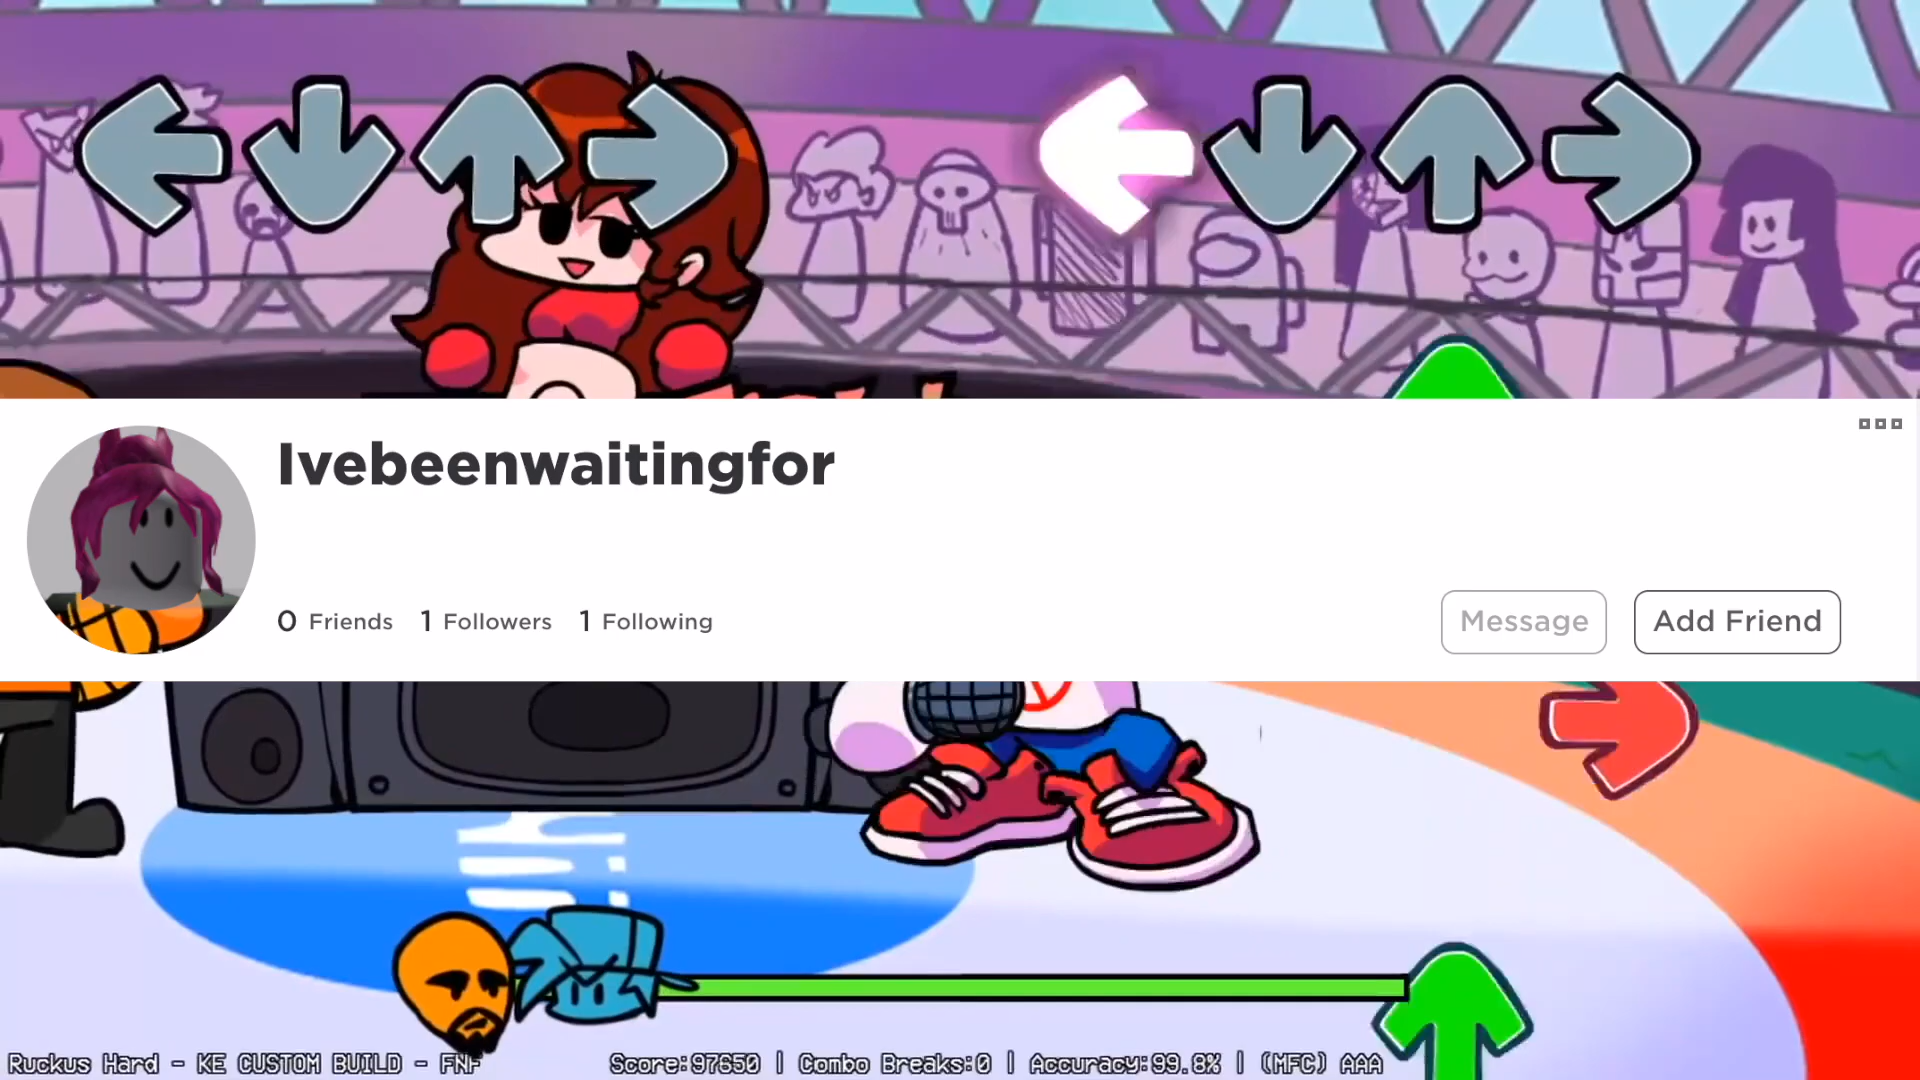 Ivebeenwaitingfor
0 Friends 1 Followers 1 Following
Message Add Friend
Ruckus Hard - KE CUSTOM BUILD - FNF Score:97650 | Combo Breaks:0 | Accuracy:99.8% | (MFC) AAA